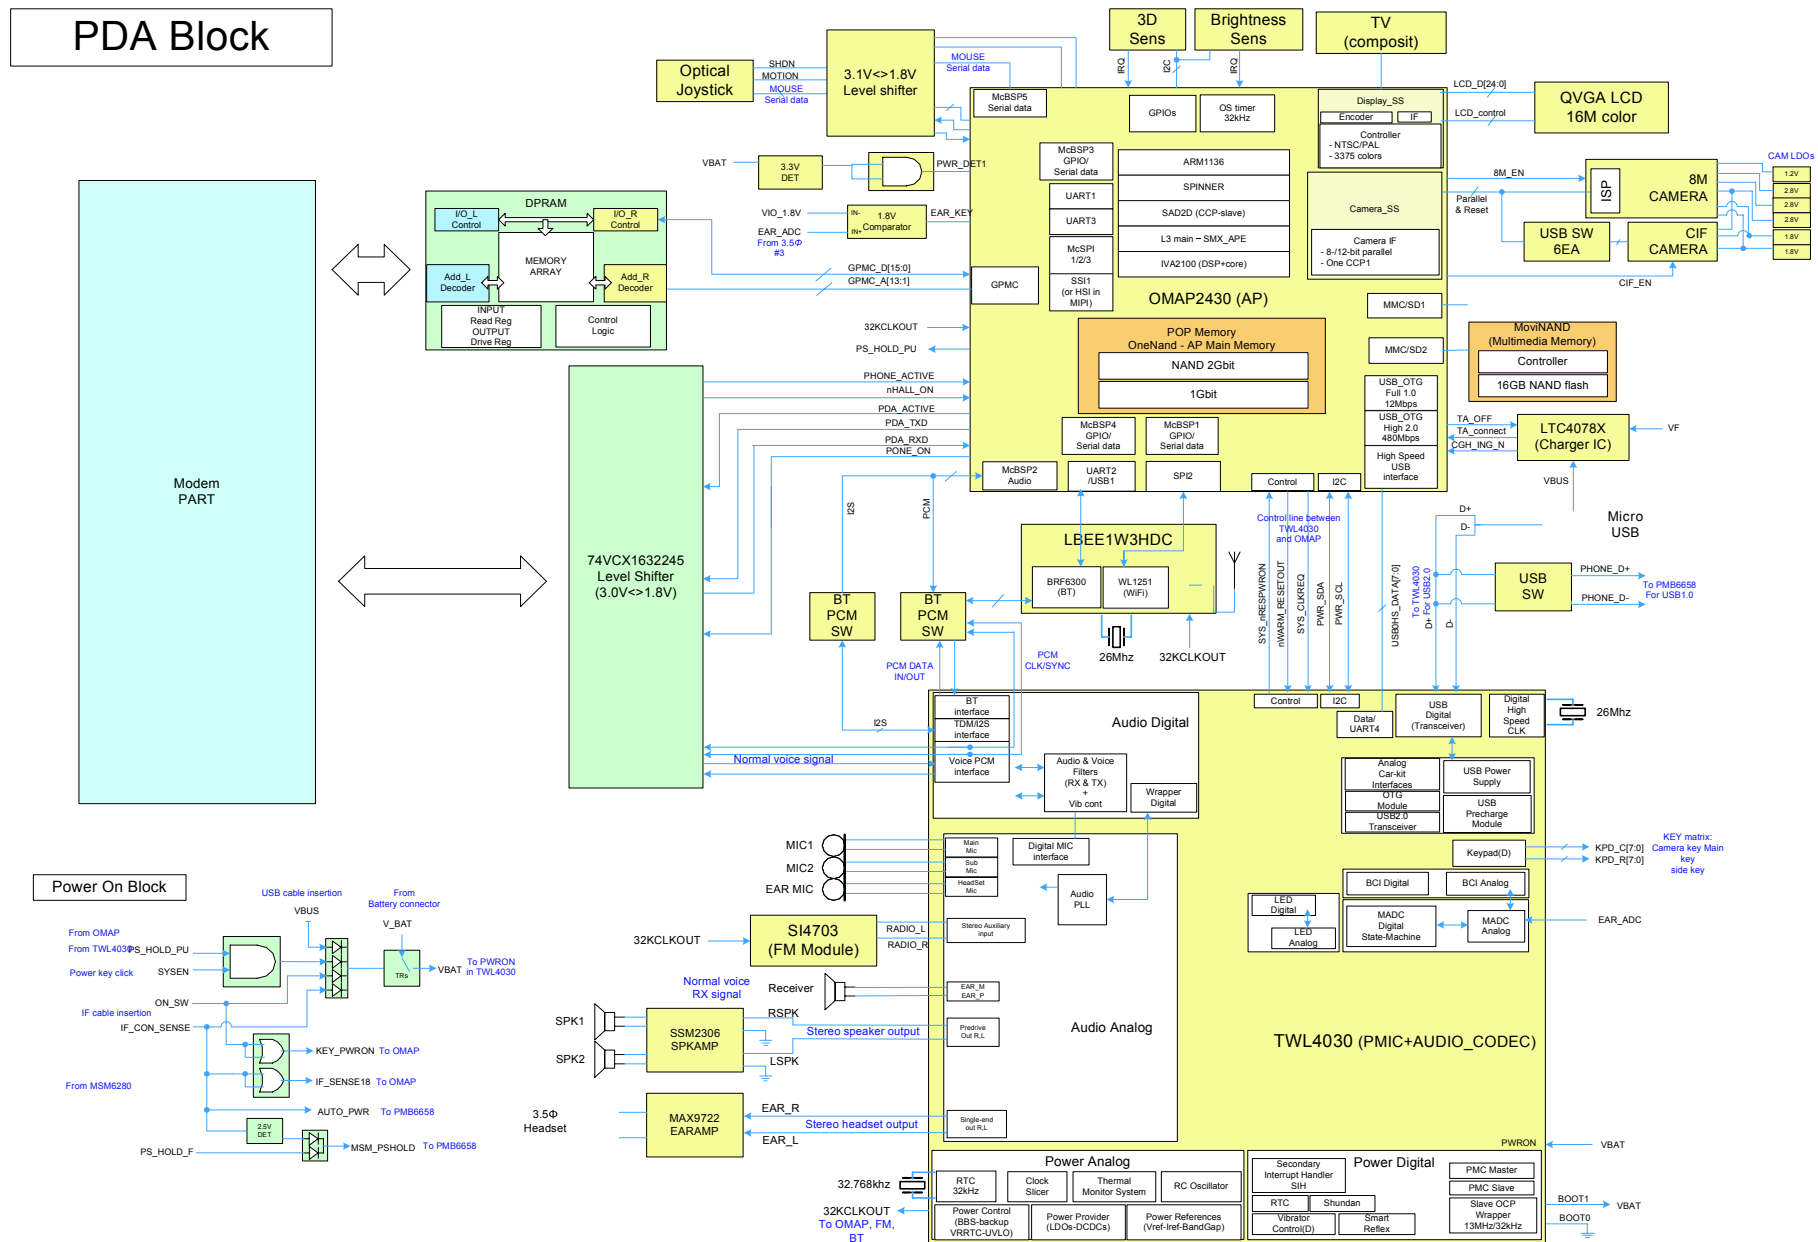 PDA Block
3D
Sens
Brightness
Sens
TV
(composit)
Optical
Joystick
SHDN
MOTION
MOUSE
Serial data
3.1V<>1.8V
Level shifter
MOUSE
Serial data
IRQ
I2C
IRQ
McBSP5
Serial data
GPIOs
OS timer
32kHz
Display_SS
Encoder
IF
Controller
- NTSC/PAL
- 3375 colors
LCD_D[24:0]
LCD_control
QVGA LCD
16M color
VBAT
3.3V
DET
PWR_DET1
McBSP3
GPIO/
Serial data
UART1
UART3
McSPI
1/2/3
SSI1
(or HSI in
MIPI)
ARM1136
SPINNER
SAD2D (CCP-slave)
L3 main – SMX_APE
IVA2100 (DSP+core)
OMAP2430 (AP)
Camera_SS
Camera IF
- 8-/12-bit parallel
- One CCP1
8M_EN
Parallel
& Reset
ISP
8M
CAMERA
CAM LDOs
1.2V
2.8V
2.8V
2.8V
1.8V
1.8V
USB SW
6EA
CIF
CAMERA
CIF_EN
VIO_1.8V
EAR_ADC
From 3.5Φ
#3
IN-
IN+
1.8V
Comparator
EAR_KEY
DPRAM
I/O_L
Control
I/O_R
Control
MEMORY
ARRAY
Add_L
Decoder
Add_R
Decoder
INPUT
Read Reg
OUTPUT
Drive Reg
Control
Logic
GPMC_D[15:0]
GPMC_A[13:1]
GPMC
32KCLKOUT
PS_HOLD_PU
MMC/SD1
MMC/SD2
POP Memory
OneNand - AP Main Memory
NAND 2Gbit
1Gbit
MoviNAND
(Multimedia Memory)
Controller
16GB NAND flash
USB_OTG
Full 1.0
12Mbps
USB_OTG
High 2.0
480Mbps
High Speed
USB
interface
TA_OFF
TA_connect
CGH_ING_N
LTC4078X
(Charger IC)
VF
VBUS
PHONE_ACTIVE
nHALL_ON
PDA_ACTIVE
PDA_TXD
PDA_RXD
PONE_ON
McBSP4
GPIO/
Serial data
McBSP1
GPIO/
Serial data
McBSP2
Audio
UART2
/USB1
SPI2
Control
I2C
Modem
PART
74VCX1632245
Level Shifter
(3.0V<>1.8V)
I2S
PCM
LBEE1W3HDC
BRF6300
(BT)
WL1251
(WiFi)
26Mhz
32KCLKOUT
Control line between
TWL4030
and OMAP
SYS_nRESPWRON
nWARM_RESETOUT
SYS_CLKREQ
PWR_SDA
PWR_SCL
USB0HS_DATA[7:0]
To TWL4030
For USB2.0
D+
D-
D+
D-
Micro
USB
USB
SW
PHONE_D+
PHONE_D-
To PMB6658
For USB1.0
BT
PCM
SW
BT
PCM
SW
PCM DATA
IN/OUT
PCM
CLK/SYNC
I2S
Normal voice signal
BT
interface
TDM/I2S
interface
Voice PCM
interface
Audio Digital
Audio & Voice
Filters
(RX & TX)
+
Vib cont
Wrapper
Digital
Control
I2C
Data/
UART4
USB
Digital
(Transceiver)
Digital
High
Speed
CLK
26Mhz
Analog
Car-kit
Interfaces
OTG
Module
USB2.0
Transceiver
USB Power
Supply
USB
Precharge
Module
Keypad(D)
KPD_C[7:0]
KPD_R[7:0]
KEY matrix:
Camera key Main
key
side key
BCI Digital
BCI Analog
LED
Digital
LED
Analog
MADC
Digital
State-Machine
MADC
Analog
EAR_ADC
MIC1
MIC2
EAR MIC
Main
Mic
Sub
Mic
HeadSet
Mic
Digital MIC
interface
Audio
PLL
32KCLKOUT
SI4703
(FM Module)
RADIO_L
RADIO_R
Stereo Auxiliary
input
Receiver
EAR_M
EAR_P
Normal voice
RX signal
SPK1
SPK2
SSM2306
SPKAMP
RSPK
LSPK
Stereo speaker output
Predrive
Out R,L
Audio Analog
TWL4030 (PMIC+AUDIO_CODEC)
3.5Φ
Headset
MAX9722
EARAMP
EAR_R
EAR_L
Stereo headset output
Single-end
out R,L
PWRON
VBAT
Power Analog
RTC
32kHz
Clock
Slicer
Thermal
Monitor System
RC Oscillator
Power Control
(BBS-backup
VRRTC-UVLO)
Power Provider
(LDOs-DCDCs)
Power References
(Vref-Iref-BandGap)
32.768khz
32KCLKOUT
To OMAP, FM,
BT
Power Digital
Secondary
Interrupt Handler
SIH
RTC
Shundan
Vibrator
Control(D)
Smart
Reflex
PMC Master
PMC Slave
Slave OCP
Wrapper
13MHz/32kHz
BOOT1
BOOT0
VBAT
Power On Block
USB cable insertion
VBUS
From
Battery connector
V_BAT
From OMAP
From TWL4030
PS_HOLD_PU
SYSEN
Power key click
TRs
VBAT
To PWRON
in TWL4030
ON_SW
IF cable insertion
IF_CON_SENSE
KEY_PWRON
To OMAP
From MSM6280
IF_SENSE18
To OMAP
AUTO_PWR
To PMB6658
2.5V
DET
PS_HOLD_F
MSM_PSHOLD
To PMB6658